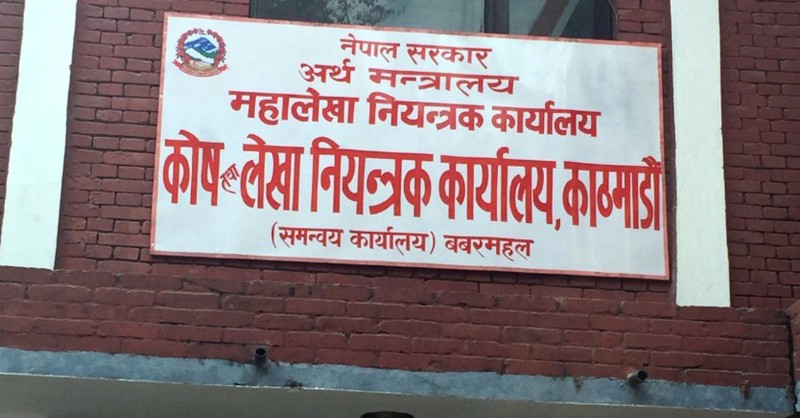 नेपाल सरकार
अर्थ मन्त्रालय
महालेखा नियन्त्रक कार्यालय
कोष तथा लेखा नियन्त्रक कार्यालय, काठमाडौं
(समन्वय कार्यालय) बबरमहल